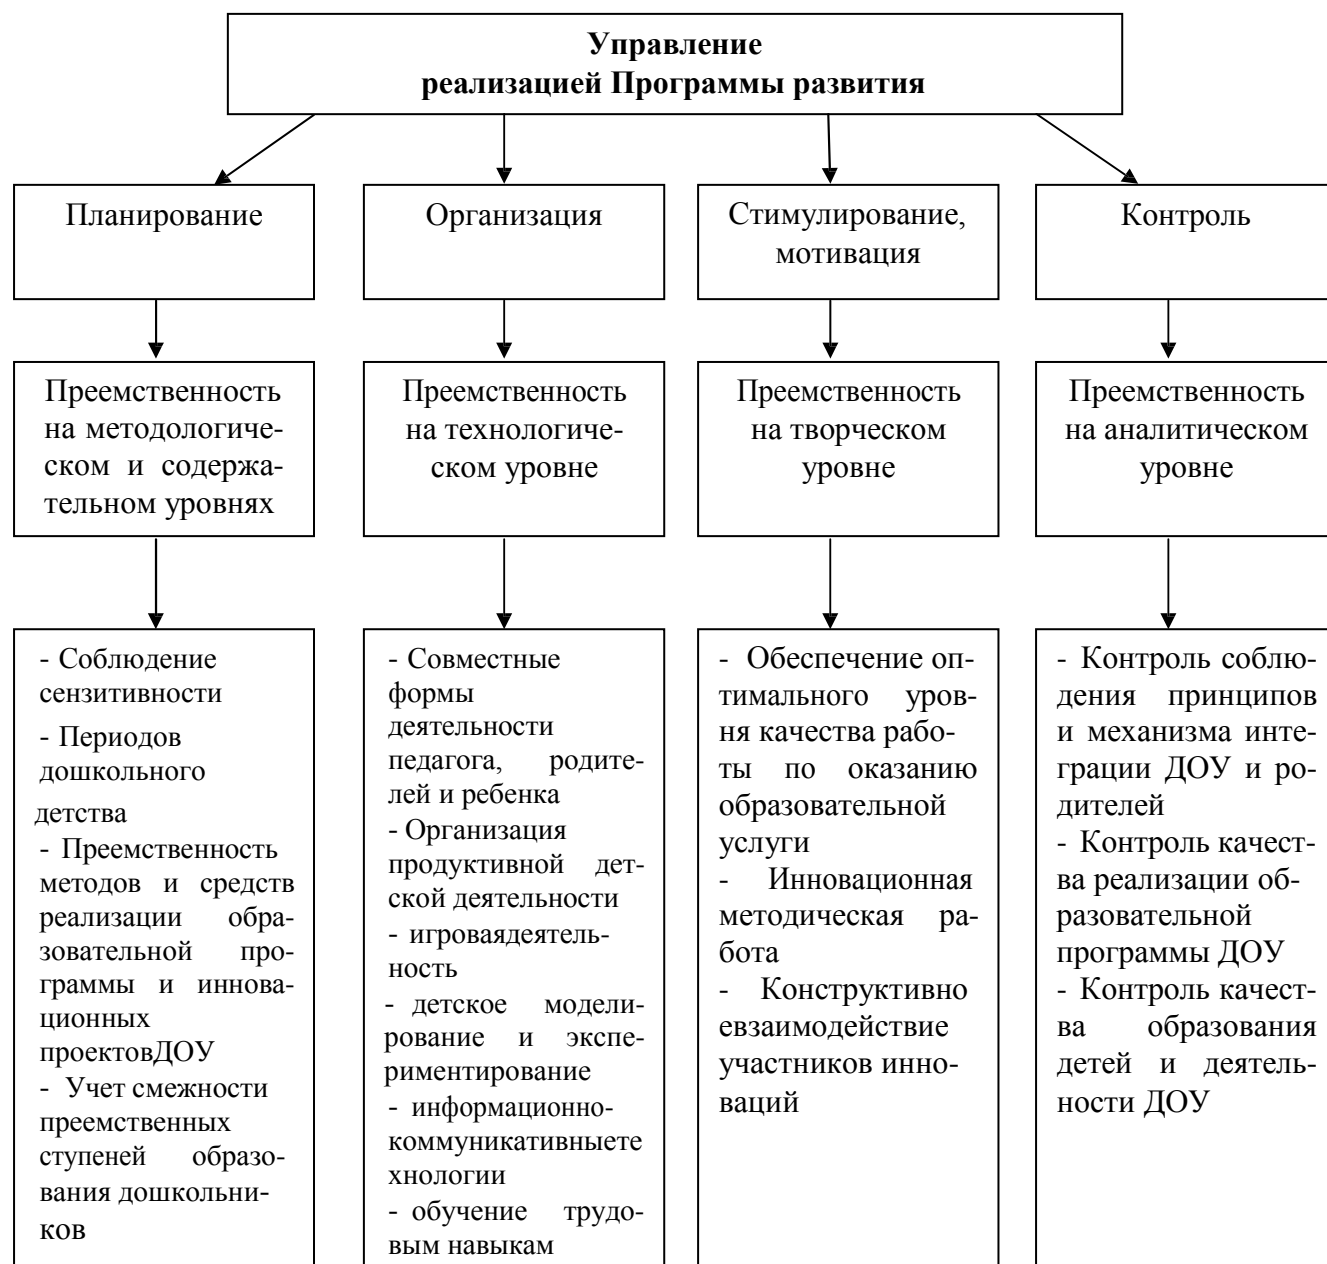 Управление
реализацией Программы развития
Планирование
Организация
Стимулирование,
мотивация
Контроль
Преемственность
на методологиче-
ском и содержа-
тельном уровнях
Преемственность
на технологиче-
ском уровне
Преемственность
на творческом
уровне
Преемственность
на аналитическом
уровне
- Соблюдение
сензитивности
- Периодов
дошкольного
детства
- Преемственность
методов и средств
реализации обра-
зовательной про-
граммы и иннова-
ционных
проектовДОУ
- Учет смежности
преемственных
ступеней образо-
вания дошкольни-
ков
- Совместные
формы
деятельности
педагога, родите-
лей и ребенка
- Организация
продуктивной дет-
ской деятельности
- игроваядеятель-
ность
- детское модели-
рование и экспе-
риментирование
- информационно-
коммуникативныете
хнологии
- обучение трудо-
вым навыкам
- Обеспечение оп-
тимального уров-
ня качества рабо-
ты по оказанию
образовательной
услуги
- Инновационная
методическая ра-
бота
- Конструктивно
евзаимодействие
участников инно-
ваций
- Контроль соблю-
дения принципов
и механизма инте-
грации ДОУ и ро-
дителей
- Контроль качест-
ва реализации об-
разовательной
программы ДОУ
- Контроль качест-
ва образования
детей и деятель-
ности ДОУ